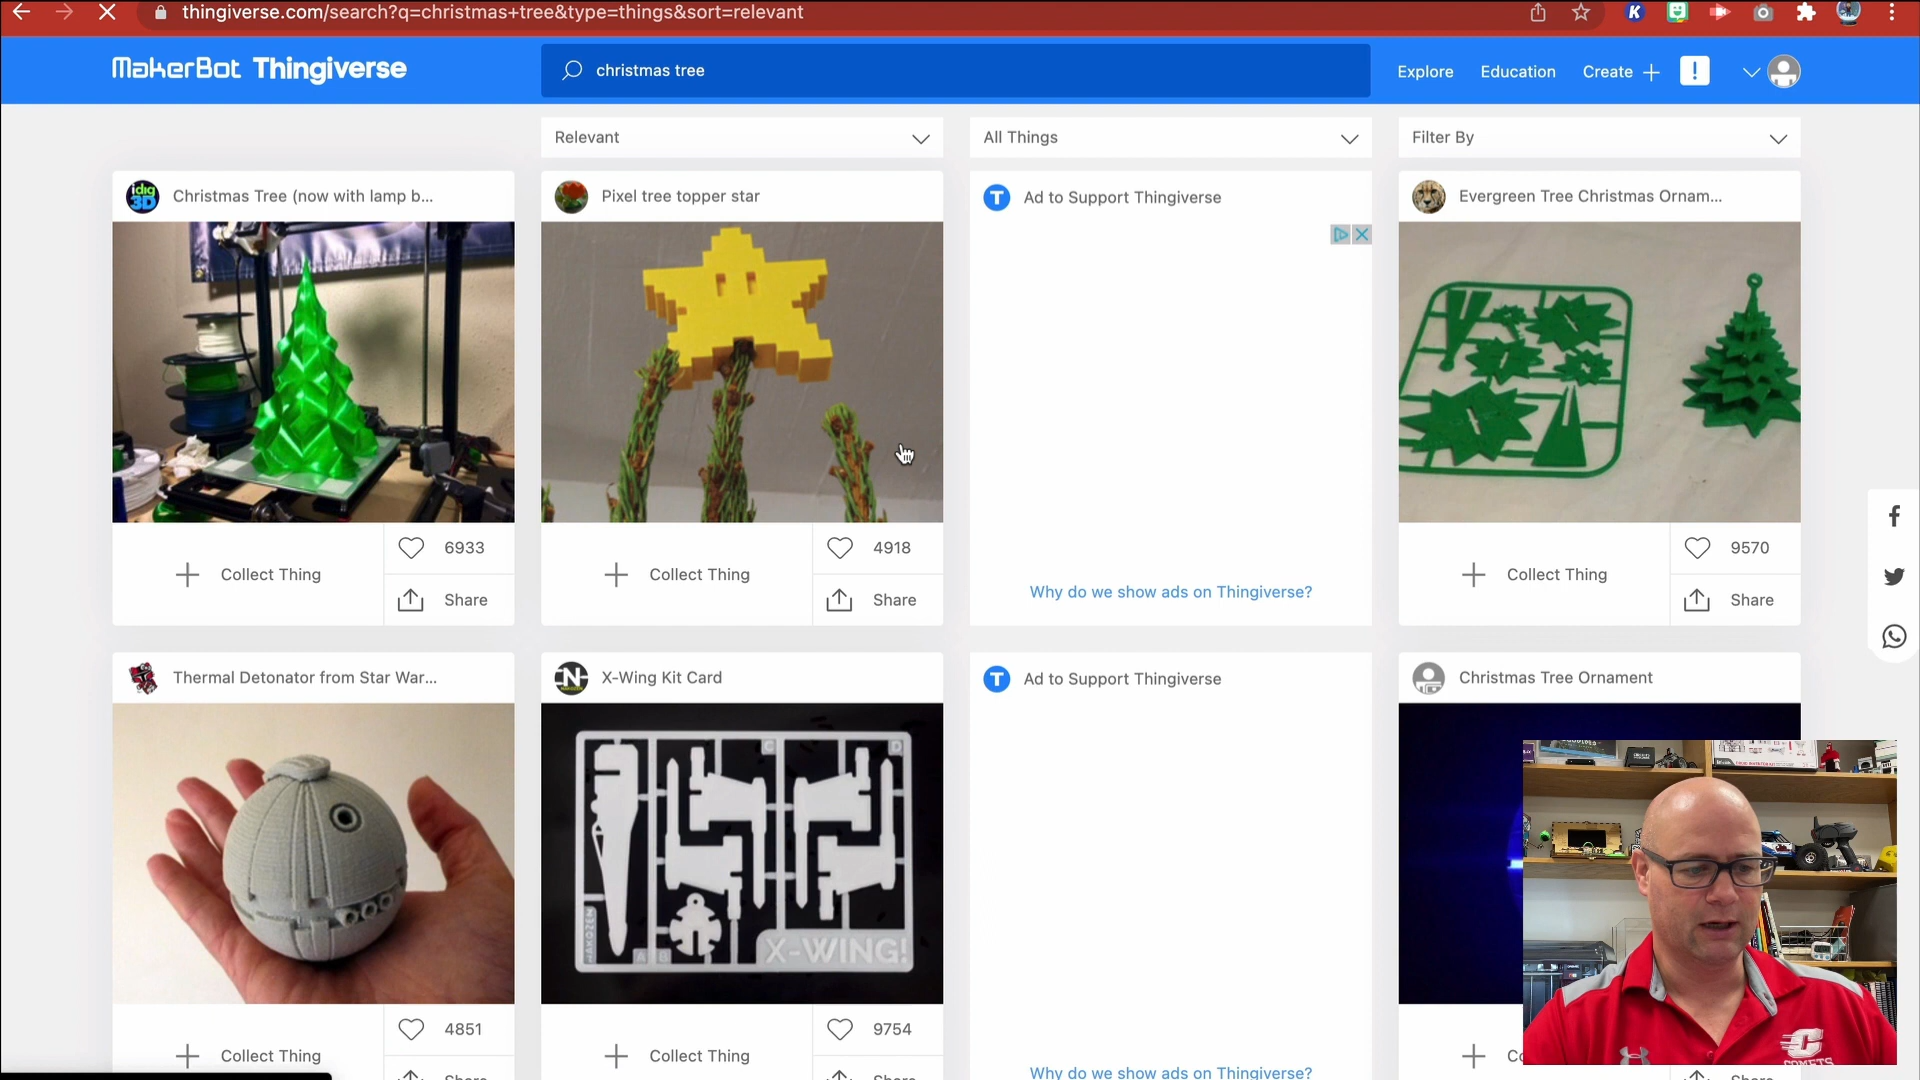 thingiverse.com/search?q=christmas+tree&type=things&sort=relevant
MakerBot Thingiverse
christmas tree
Explore
Education
Create
Relevant
All Things
Filter By
Christmas Tree (now with lamp b...
Pixel tree topper star
Ad to Support Thingiverse
Evergreen Tree Christmas Ornam...
idig
3D
6933
4918
9570
Collect Thing
Collect Thing
Why do we show ads on Thingiverse?
Collect Thing
Share
Share
Share
Thermal Detonator from Star War...
X-Wing Kit Card
Ad to Support Thingiverse
Christmas Tree Ornament
C
D
A
B
X-WING!
4851
9754
Collect Thing
Collect Thing
Why do we show ads on Thingiverse?
COMETS